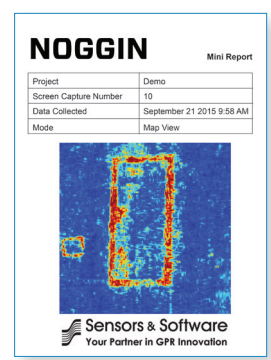 NOGGIN
Mini Report
Project Demo
Screen Capture Number 10
Data Collected September 21 2015 9:58 AM
Mode Map View
Sensors & Software
Your Partner in GPR Innovation